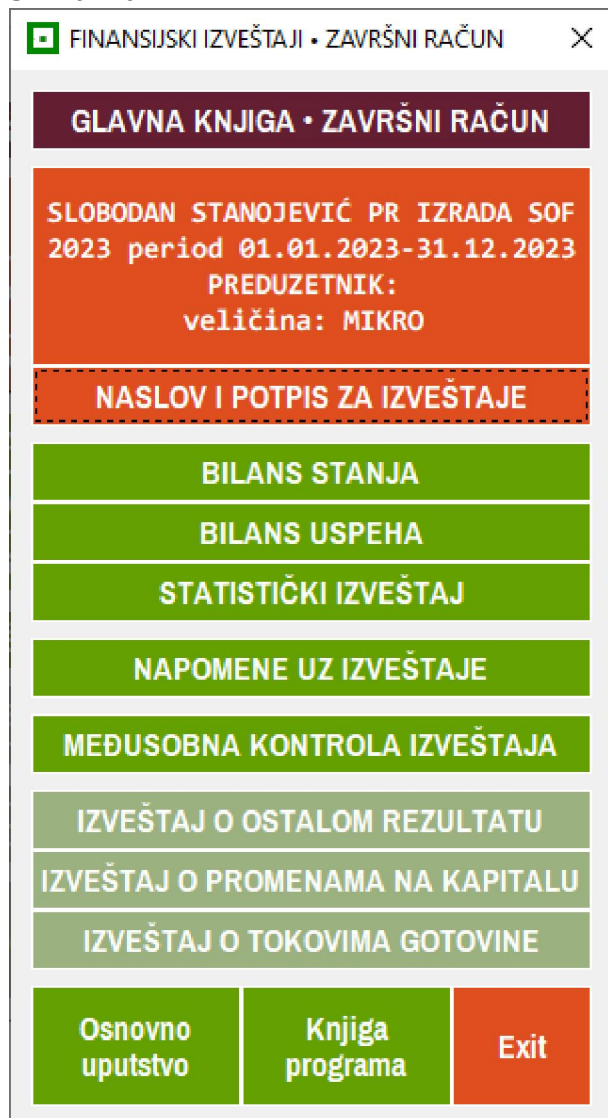 FINANSIJSKI IZVEŠTAJI • ZAVRŠNI RAČUN
GLAVNA KNJIGA • ZAVRŠNI RAČUN
SLOBODAN STANOJEVIĆ PR IZRADA SOF
2023 period 01.01.2023-31.12.2023
PREDUZETNIK:
veličina: MIKRO
NASLOV I POTPIS ZA IZVEŠTAJE
BILANS STANJA
BILANS USPEHA
STATISTIČKI IZVEŠTAJ
NAPOMENE UZ IZVEŠTAJE
MEĐUSOBNA KONTROLA IZVEŠTAJA
IZVEŠTAJ O OSTALOM REZULTATU
IZVEŠTAJ O PROMENAMA NA KAPITALU
IZVEŠTAJ O TOKOVIMA GOTOVINE
Osnovno
uputstvo
Knjiga
programa
Exit